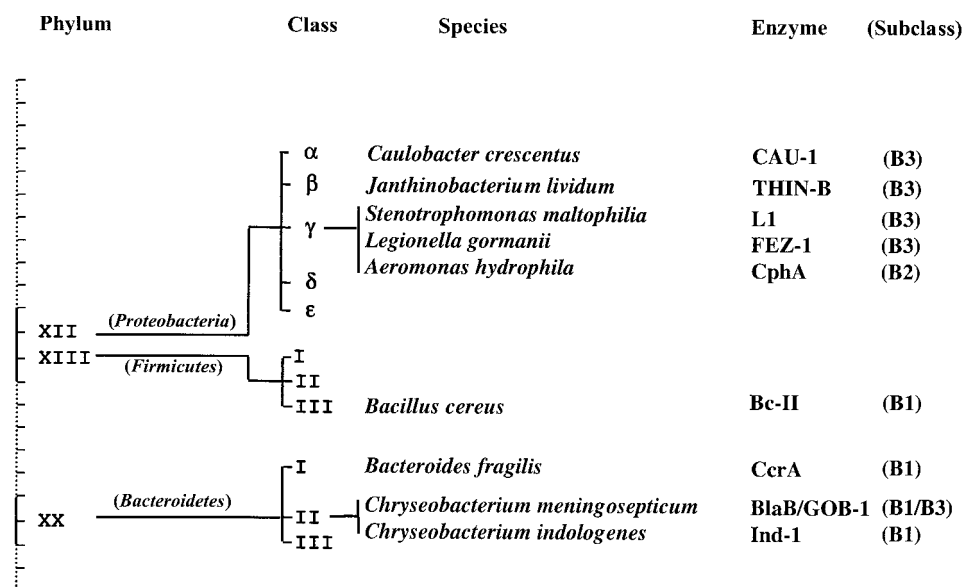 Phylum Class Species Enzyme (Subclass)
α Caulobacter crescentus CAU-1 (B3)
β Janthinobacterium lividum THIN-B (B3)
Stenotrophomonas maltophilia L1 (B3)
γ Legionella gormanii FEZ-1 (B3)
Aeromonas hydrophila CphA (B2)
δ
ε
XII (Proteobacteria)
XIII (Firmicutes) I
II
III Bacillus cereus Bc-II (B1)
I Bacteroides fragilis CcrA (B1)
(Bacteroidetes) Chryseobacterium meningosepticum BlaB/GOB-1 (B1/B3)
XX II
Chryseobacterium indologenes Ind-1 (B1)
III